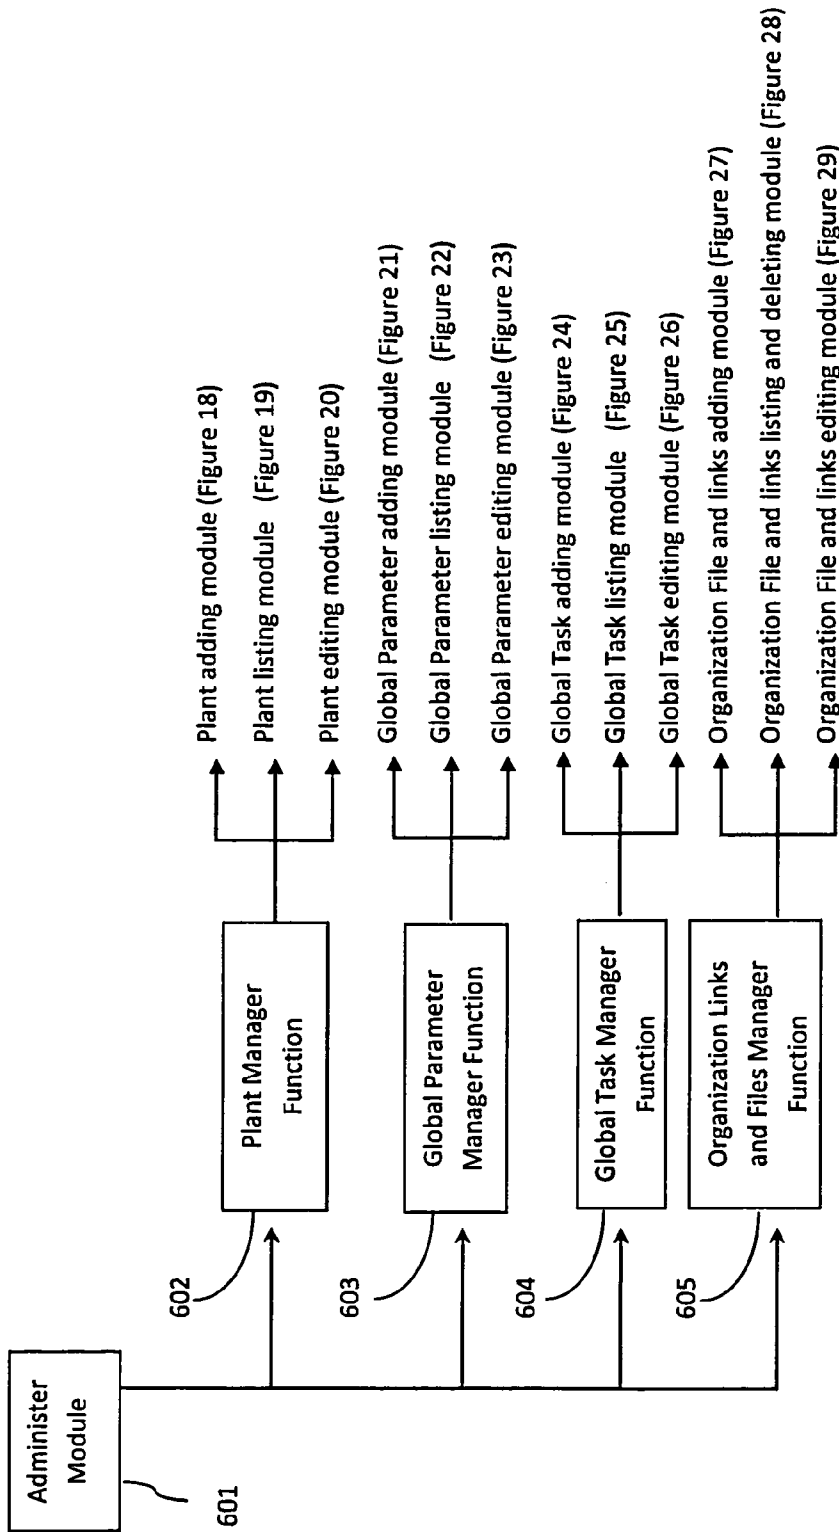 Administer
Module
601
602
Plant Manager
Function
Plant adding module (Figure 18)
Plant listing module (Figure 19)
Plant editing module (Figure 20)
603
Global Parameter
Manager Function
Global Parameter adding module (Figure 21)
Global Parameter listing module (Figure 22)
Global Parameter editing module (Figure 23)
604
Global Task Manager
Function
Global Task adding module (Figure 24)
Global Task listing module (Figure 25)
Global Task editing module (Figure 26)
605
Organization Links
and Files Manager
Function
Organization File and links adding module (Figure 27)
Organization File and links listing and deleting module (Figure 28)
Organization File and links editing module (Figure 29)